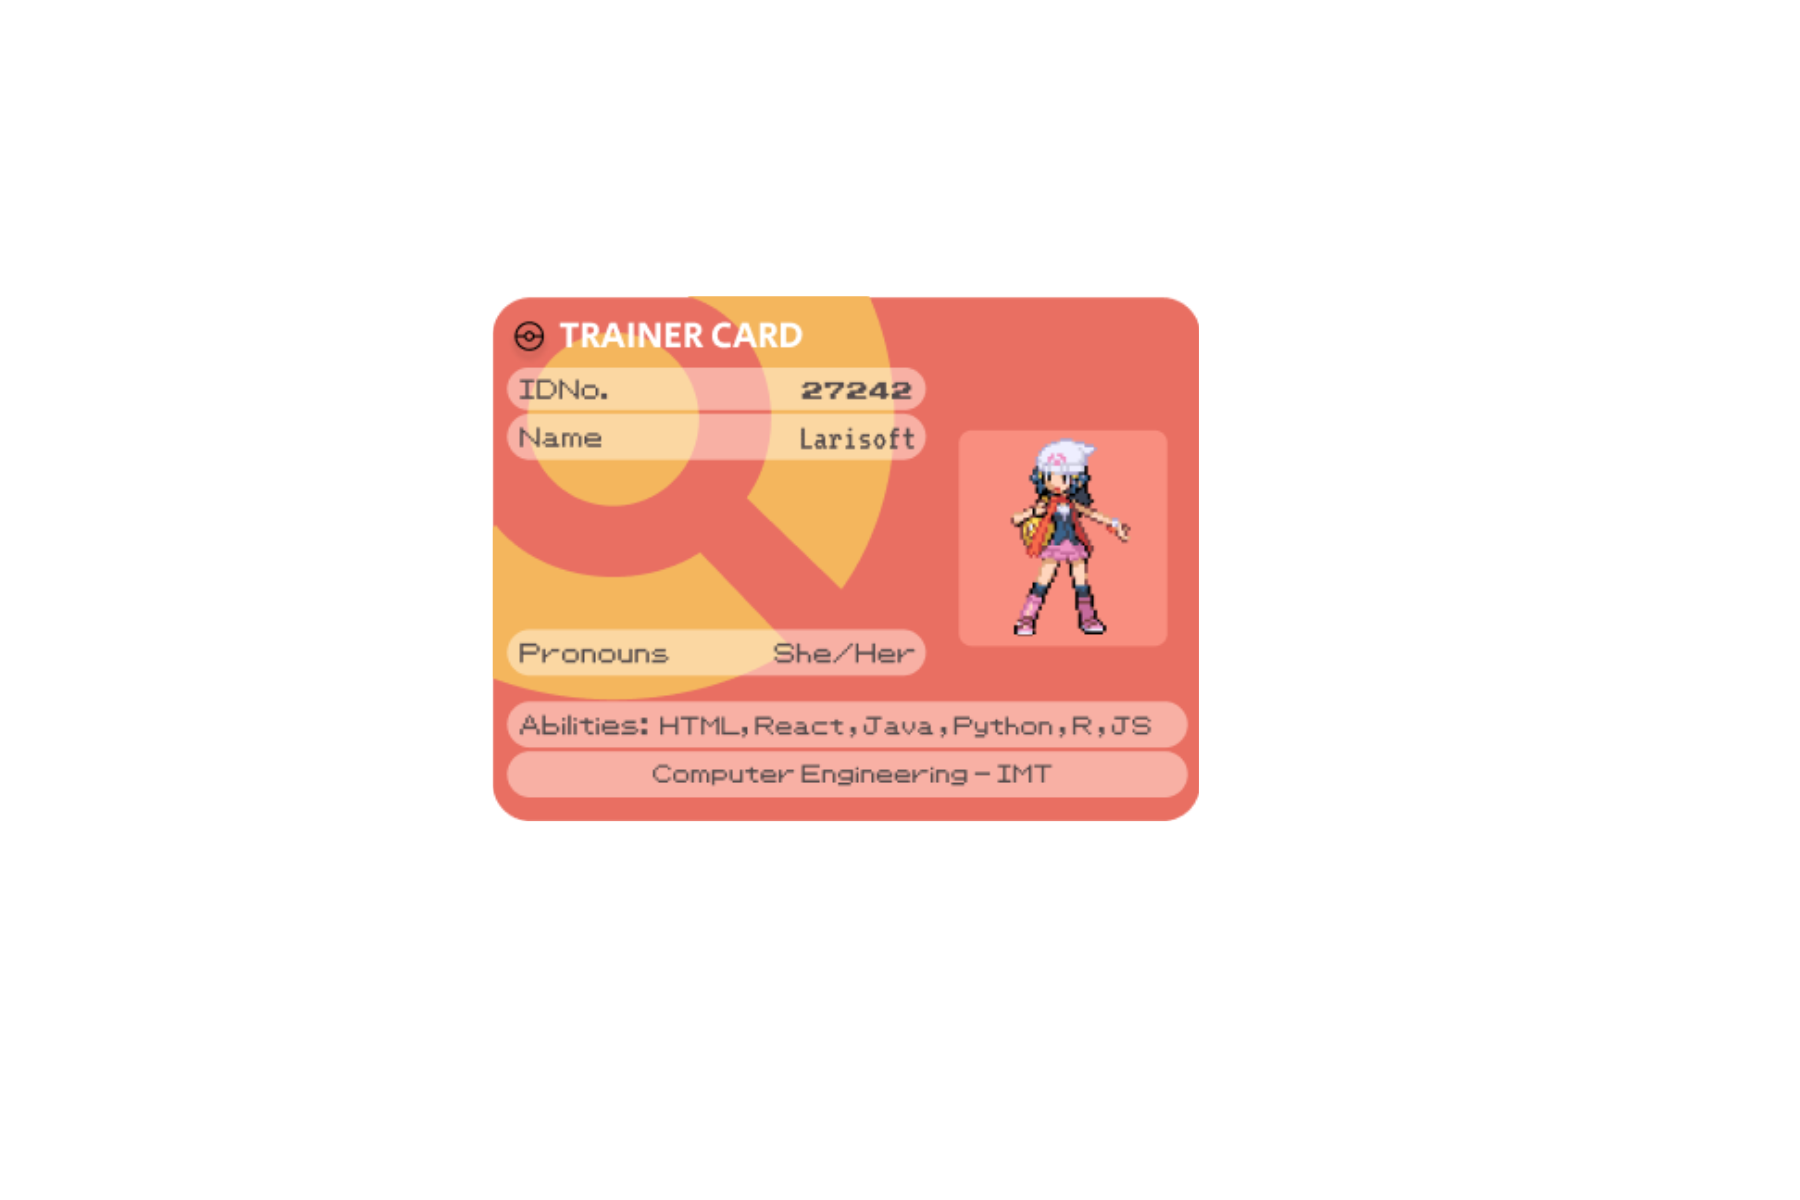 TRAINER CARD
IDNo. 27242
Name Larisoft
Pronouns She/Her
Abilities: HTML,React,Java,Python,R,JS
Computer Engineering - IMT